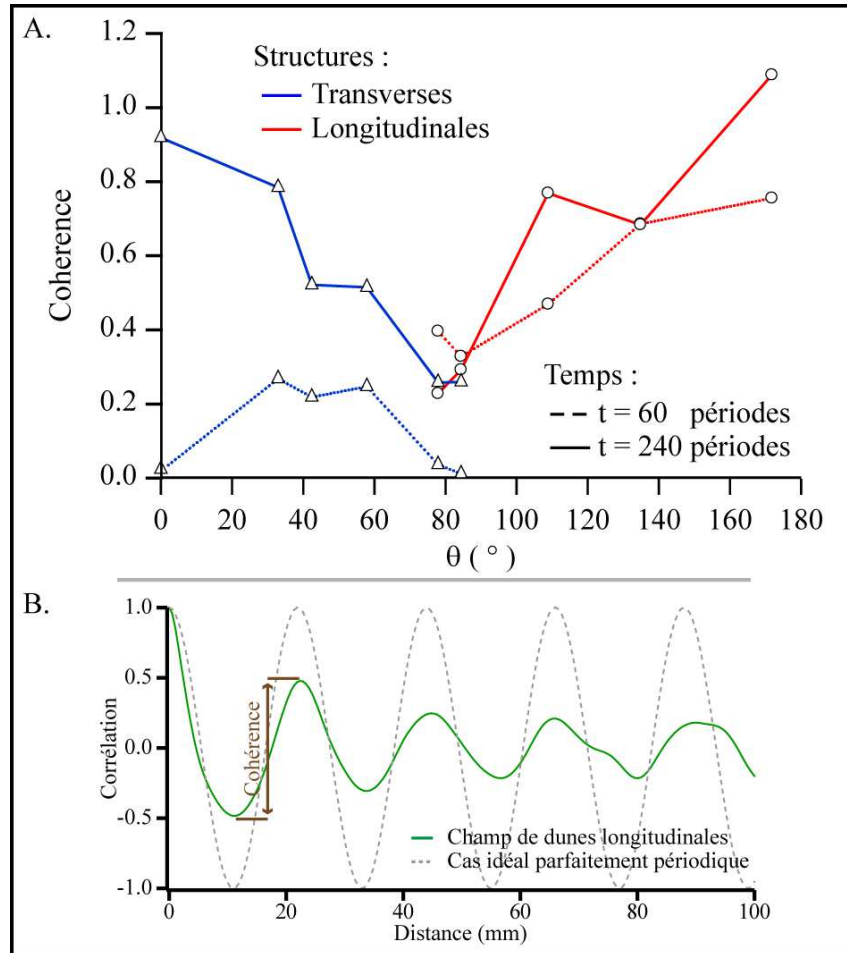 A.
1.2
1.0
0.8
0.6
0.4
0.2
0.0
Coherence
Structures :
Transverses
Longitudinales
Temps :
t = 60 périodes
t = 240 périodes
0 20 40 60 80 100 120 140 160 180
θ ( ° )
B.
1.0
0.5
0.0
-0.5
-1.0
Corrélation
Cohérence
Champ de dunes longitudinales
Cas idéal parfaitement périodique
0 20 40 60 80 100
Distance (mm)